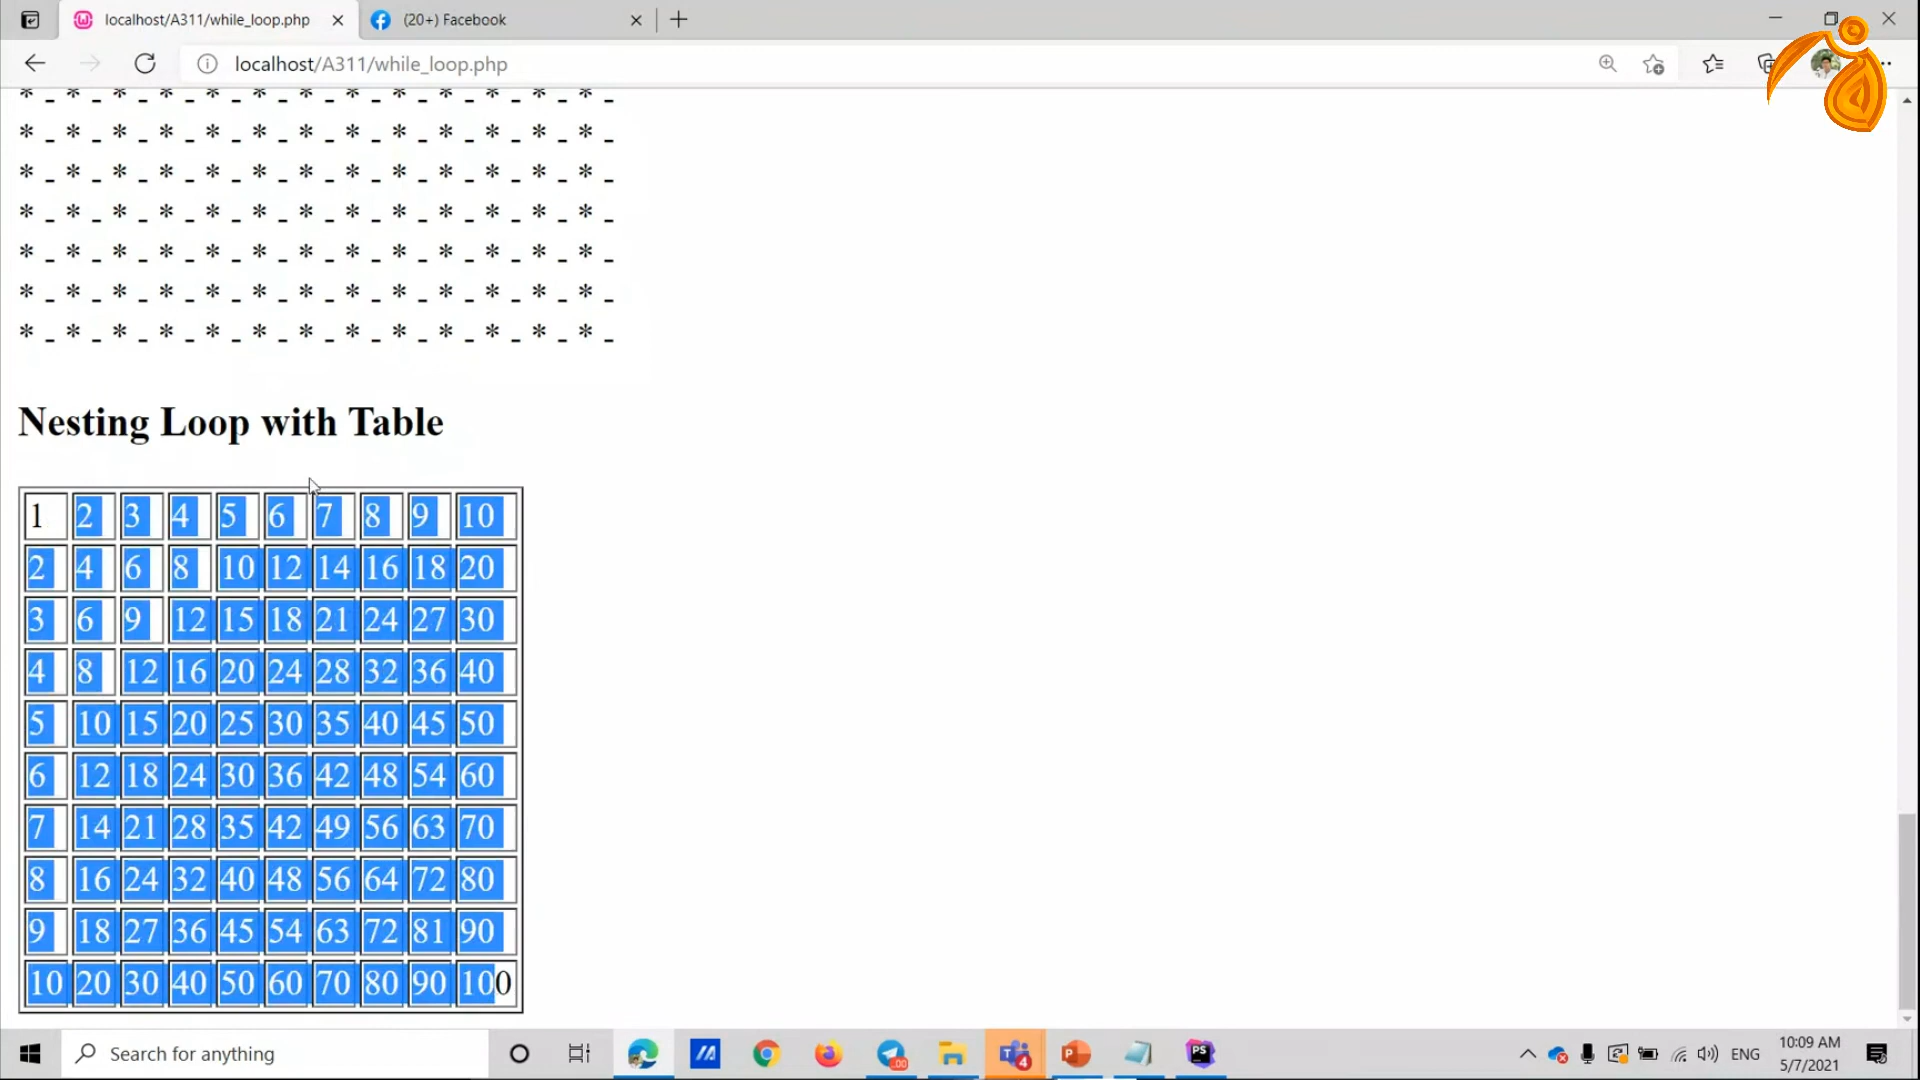 localhost/A311/while_loop.php
(20+) Facebook
localhost/A311/while_loop.php
* - * - * - * - * - * - * - * - * - * - * - * - * -
* - * - * - * - * - * - * - * - * - * - * - * - * -
* - * - * - * - * - * - * - * - * - * - * - * - * -
* - * - * - * - * - * - * - * - * - * - * - * - * -
* - * - * - * - * - * - * - * - * - * - * - * - * -
* - * - * - * - * - * - * - * - * - * - * - * - * -
* - * - * - * - * - * - * - * - * - * - * - * - * -
Nesting Loop with Table
1 2 3 4 5 6 7 8 9 10
2 4 6 8 10 12 14 16 18 20
3 6 9 12 15 18 21 24 27 30
4 8 12 16 20 24 28 32 36 40
5 10 15 20 25 30 35 40 45 50
6 12 18 24 30 36 42 48 54 60
7 14 21 28 35 42 49 56 63 70
8 16 24 32 40 48 56 64 72 80
9 18 27 36 45 54 63 72 81 90
10 20 30 40 50 60 70 80 90 100
Search for anything
4
P
PS
ENG
10:09 AM
5/7/2021